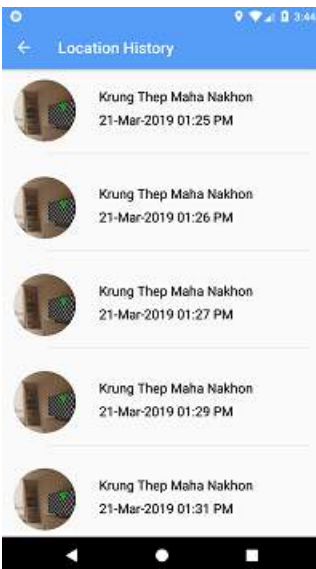 3:44
Location History
Krung Thep Maha Nakhon
21-Mar-2019 01:25 PM
Krung Thep Maha Nakhon
21-Mar-2019 01:26 PM
Krung Thep Maha Nakhon
21-Mar-2019 01:27 PM
Krung Thep Maha Nakhon
21-Mar-2019 01:29 PM
Krung Thep Maha Nakhon
21-Mar-2019 01:31 PM